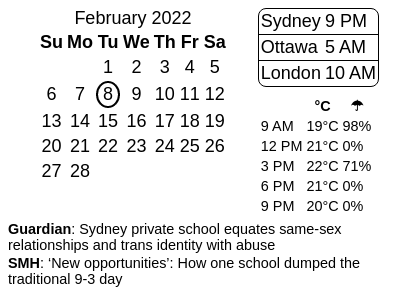 February 2022
Su Mo Tu We Th Fr Sa
1 2 3 4 5
6 7 8 9 10 11 12
13 14 15 16 17 18 19
20 21 22 23 24 25 26
27 28
Sydney 9 PM
Ottawa 5 AM
London 10 AM
°C ☂
9 AM 19°C 98%
12 PM 21°C 0%
3 PM 22°C 71%
6 PM 21°C 0%
9 PM 20°C 0%
Guardian: Sydney private school equates same-sex
relationships and trans identity with abuse
SMH: ‘New opportunities’: How one school dumped the
traditional 9-3 day